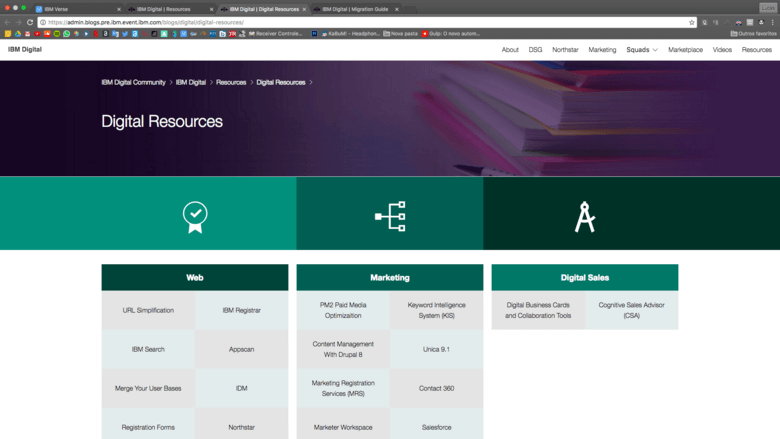 IBM Verse
IBM Digital | Resources
IBM Digital | Digital Resources
IBM Digital | Migration Guide
https://admin.blogs.pre.ibm.event.ibm.com/blogs/digital/digital-resources/
Receiver Controle...
KaBuM! - Headphon...
Nova pasta
Gulp: O novo autom...
Outros favoritos
IBM Digital
About
DSG
Northstar
Marketing
Squads
Marketplace
Videos
Resources
IBM Digital Community > IBM Digital > Resources > Digital Resources >
Digital Resources
Web
Marketing
Digital Sales
URL Simplification
IBM Registrar
PM2 Paid Media
Optimizaition
Keyword Intelligence
System (KIS)
Digital Business Cards
and Collaboration Tools
Cognitive Sales Advisor
(CSA)
IBM Search
Appscan
Content Management
With Drupal 8
Unica 9.1
Merge Your User Bases
IDM
Marketing Registration
Services (MRS)
Contact 360
Registration Forms
Northstar
Marketer Workspace
Salesforce